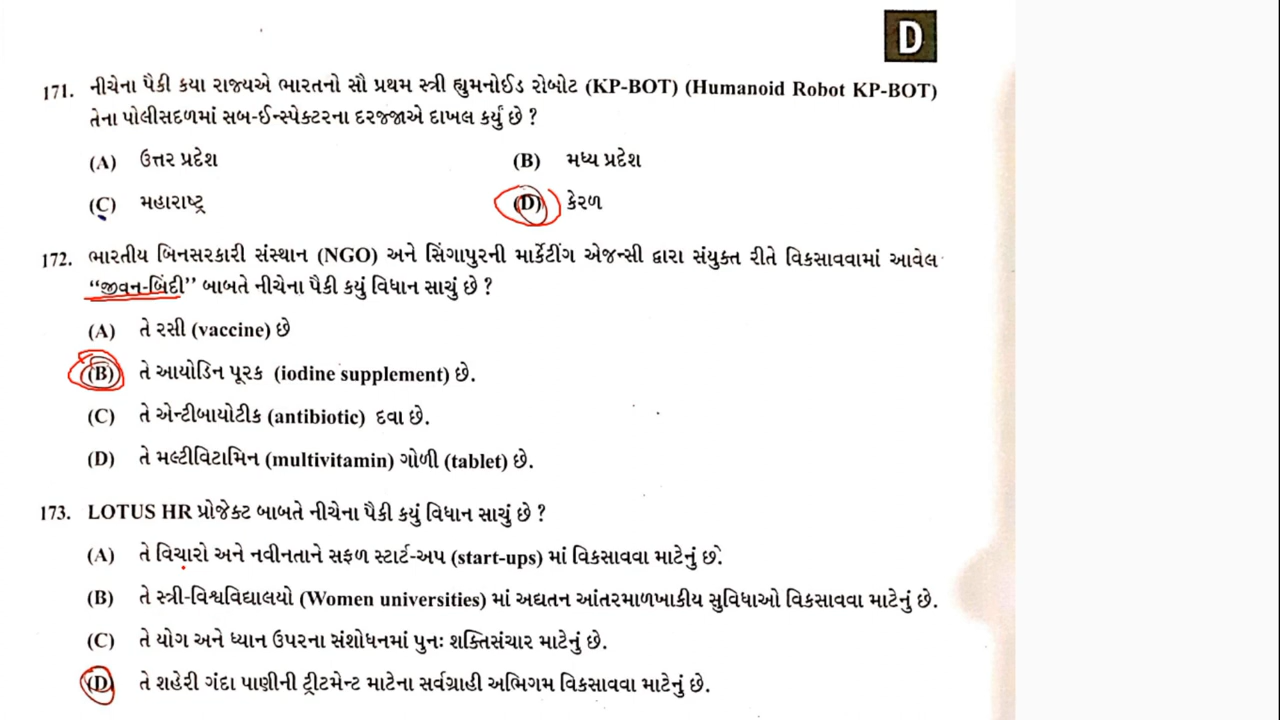 D
171. નીચેના પૈકી કયા રાજ્યએ ભારતનો સૌ પ્રથમ સ્ત્રી હ્યુમનોઈડ રોબોટ (KP-BOT) (Humanoid Robot KP-BOT)
તેના પોલીસદળમાં સબ-ઈન્સ્પેક્ટરના દરજ્જાએ દાખલ કર્યું છે ?
(A) ઉત્તર પ્રદેશ (B) મધ્ય પ્રદેશ
(C) મહારાષ્ટ્ર (D) કેરળ
172. ભારતીય બિનસરકારી સંસ્થાન (NGO) અને સિંગાપુરની માર્કેટીંગ એજન્સી દ્વારા સંયુક્ત રીતે વિકસાવવામાં આવેલ
“જીવન-બિંદી” બાબતે નીચેના પૈકી કયું વિધાન સાચું છે ?
(A) તે રસી (vaccine) છે
(B) તે આયોડિન પૂરક (iodine supplement) છે.
(C) તે એન્ટીબાયોટીક (antibiotic) દવા છે.
(D) તે મલ્ટીવિટામિન (multivitamin) ગોળી (tablet) છે.
173. LOTUS HR પ્રોજેક્ટ બાબતે નીચેના પૈકી કયું વિધાન સાચું છે ?
(A) તે વિચારો અને નવીનતાને સફળ સ્ટાર્ટ-અપ (start-ups) માં વિકસાવવા માટેનું છે.
(B) તે સ્ત્રી-વિશ્વવિદ્યાલયો (Women universities) માં અદ્યતન આંતરમાળખાકીય સુવિધાઓ વિકસાવવા માટેનું છે.
(C) તે યોગ અને ધ્યાન ઉપરના સંશોધનમાં પુનઃ શક્તિસંચાર માટેનું છે.
(D) તે શહેરી ગંદા પાણીની ટ્રીટમેન્ટ માટેના સર્વગ્રાહી અભિગમ વિકસાવવા માટેનું છે.